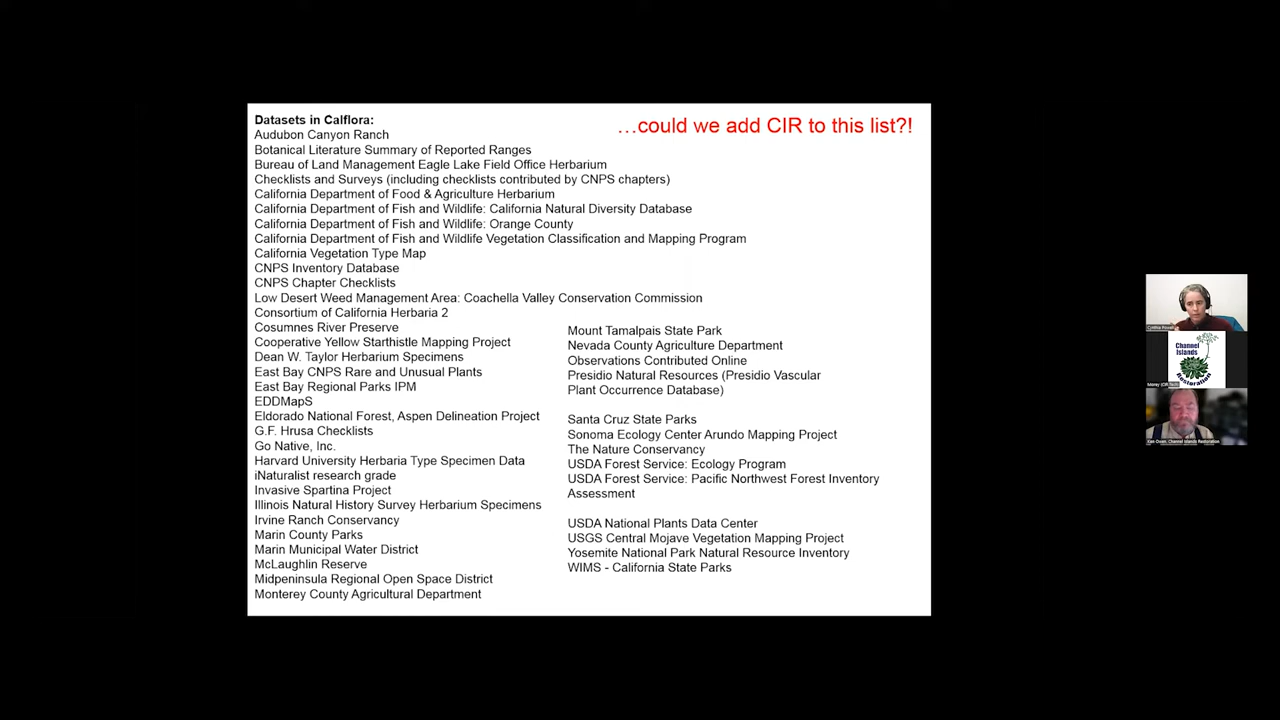 Datasets in Calflora:
…could we add CIR to this list?!
Audubon Canyon Ranch
Botanical Literature Summary of Reported Ranges
Bureau of Land Management Eagle Lake Field Office Herbarium
Checklists and Surveys (including checklists contributed by CNPS chapters)
California Department of Food & Agriculture Herbarium
California Department of Fish and Wildlife: California Natural Diversity Database
California Department of Fish and Wildlife: Orange County
California Department of Fish and Wildlife Vegetation Classification and Mapping Program
California Vegetation Type Map
CNPS Inventory Database
CNPS Chapter Checklists
Low Desert Weed Management Area: Coachella Valley Conservation Commission
Consortium of California Herbaria 2
Cosumnes River Preserve
Cooperative Yellow Starthistle Mapping Project
Dean W. Taylor Herbarium Specimens
East Bay CNPS Rare and Unusual Plants
East Bay Regional Parks IPM
EDDMapS
Eldorado National Forest, Aspen Delineation Project
G.F. Hrusa Checklists
Go Native, Inc.
Harvard University Herbaria Type Specimen Data
iNaturalist research grade
Invasive Spartina Project
Illinois Natural History Survey Herbarium Specimens
Irvine Ranch Conservancy
Marin County Parks
Marin Municipal Water District
McLaughlin Reserve
Midpeninsula Regional Open Space District
Monterey County Agricultural Department
Mount Tamalpais State Park
Nevada County Agriculture Department
Observations Contributed Online
Presidio Natural Resources (Presidio Vascular
Plant Occurrence Database)
Santa Cruz State Parks
Sonoma Ecology Center Arundo Mapping Project
The Nature Conservancy
USDA Forest Service: Ecology Program
USDA Forest Service: Pacific Northwest Forest Inventory
Assessment
USDA National Plants Data Center
USGS Central Mojave Vegetation Mapping Project
Yosemite National Park Natural Resource Inventory
WIMS - California State Parks
Cynthia Powell
Channel
Islands
Restoration
Ken Owen, Channel Islands Restoration